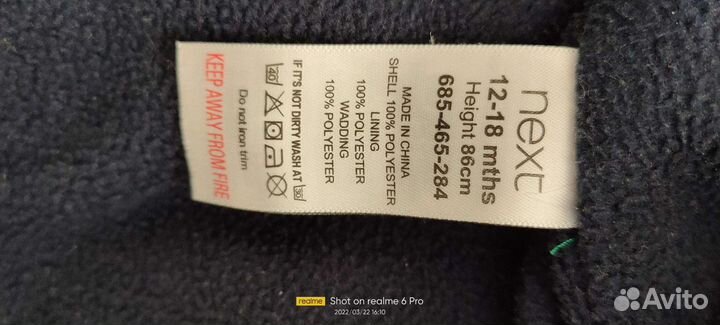 next
12-18 mths
Height 86cm
685-465-284
MADE IN CHINA
SHELL 100% POLYESTER
LINING
100% POLYESTER
WADDING
100% POLYESTER
IF IT'S NOT DIRTY WASH AT 30
40
Do not iron trim
KEEP AWAY FROM FIRE
realme
Shot on realme 6 Pro
2022/03/22 16:10
Avito